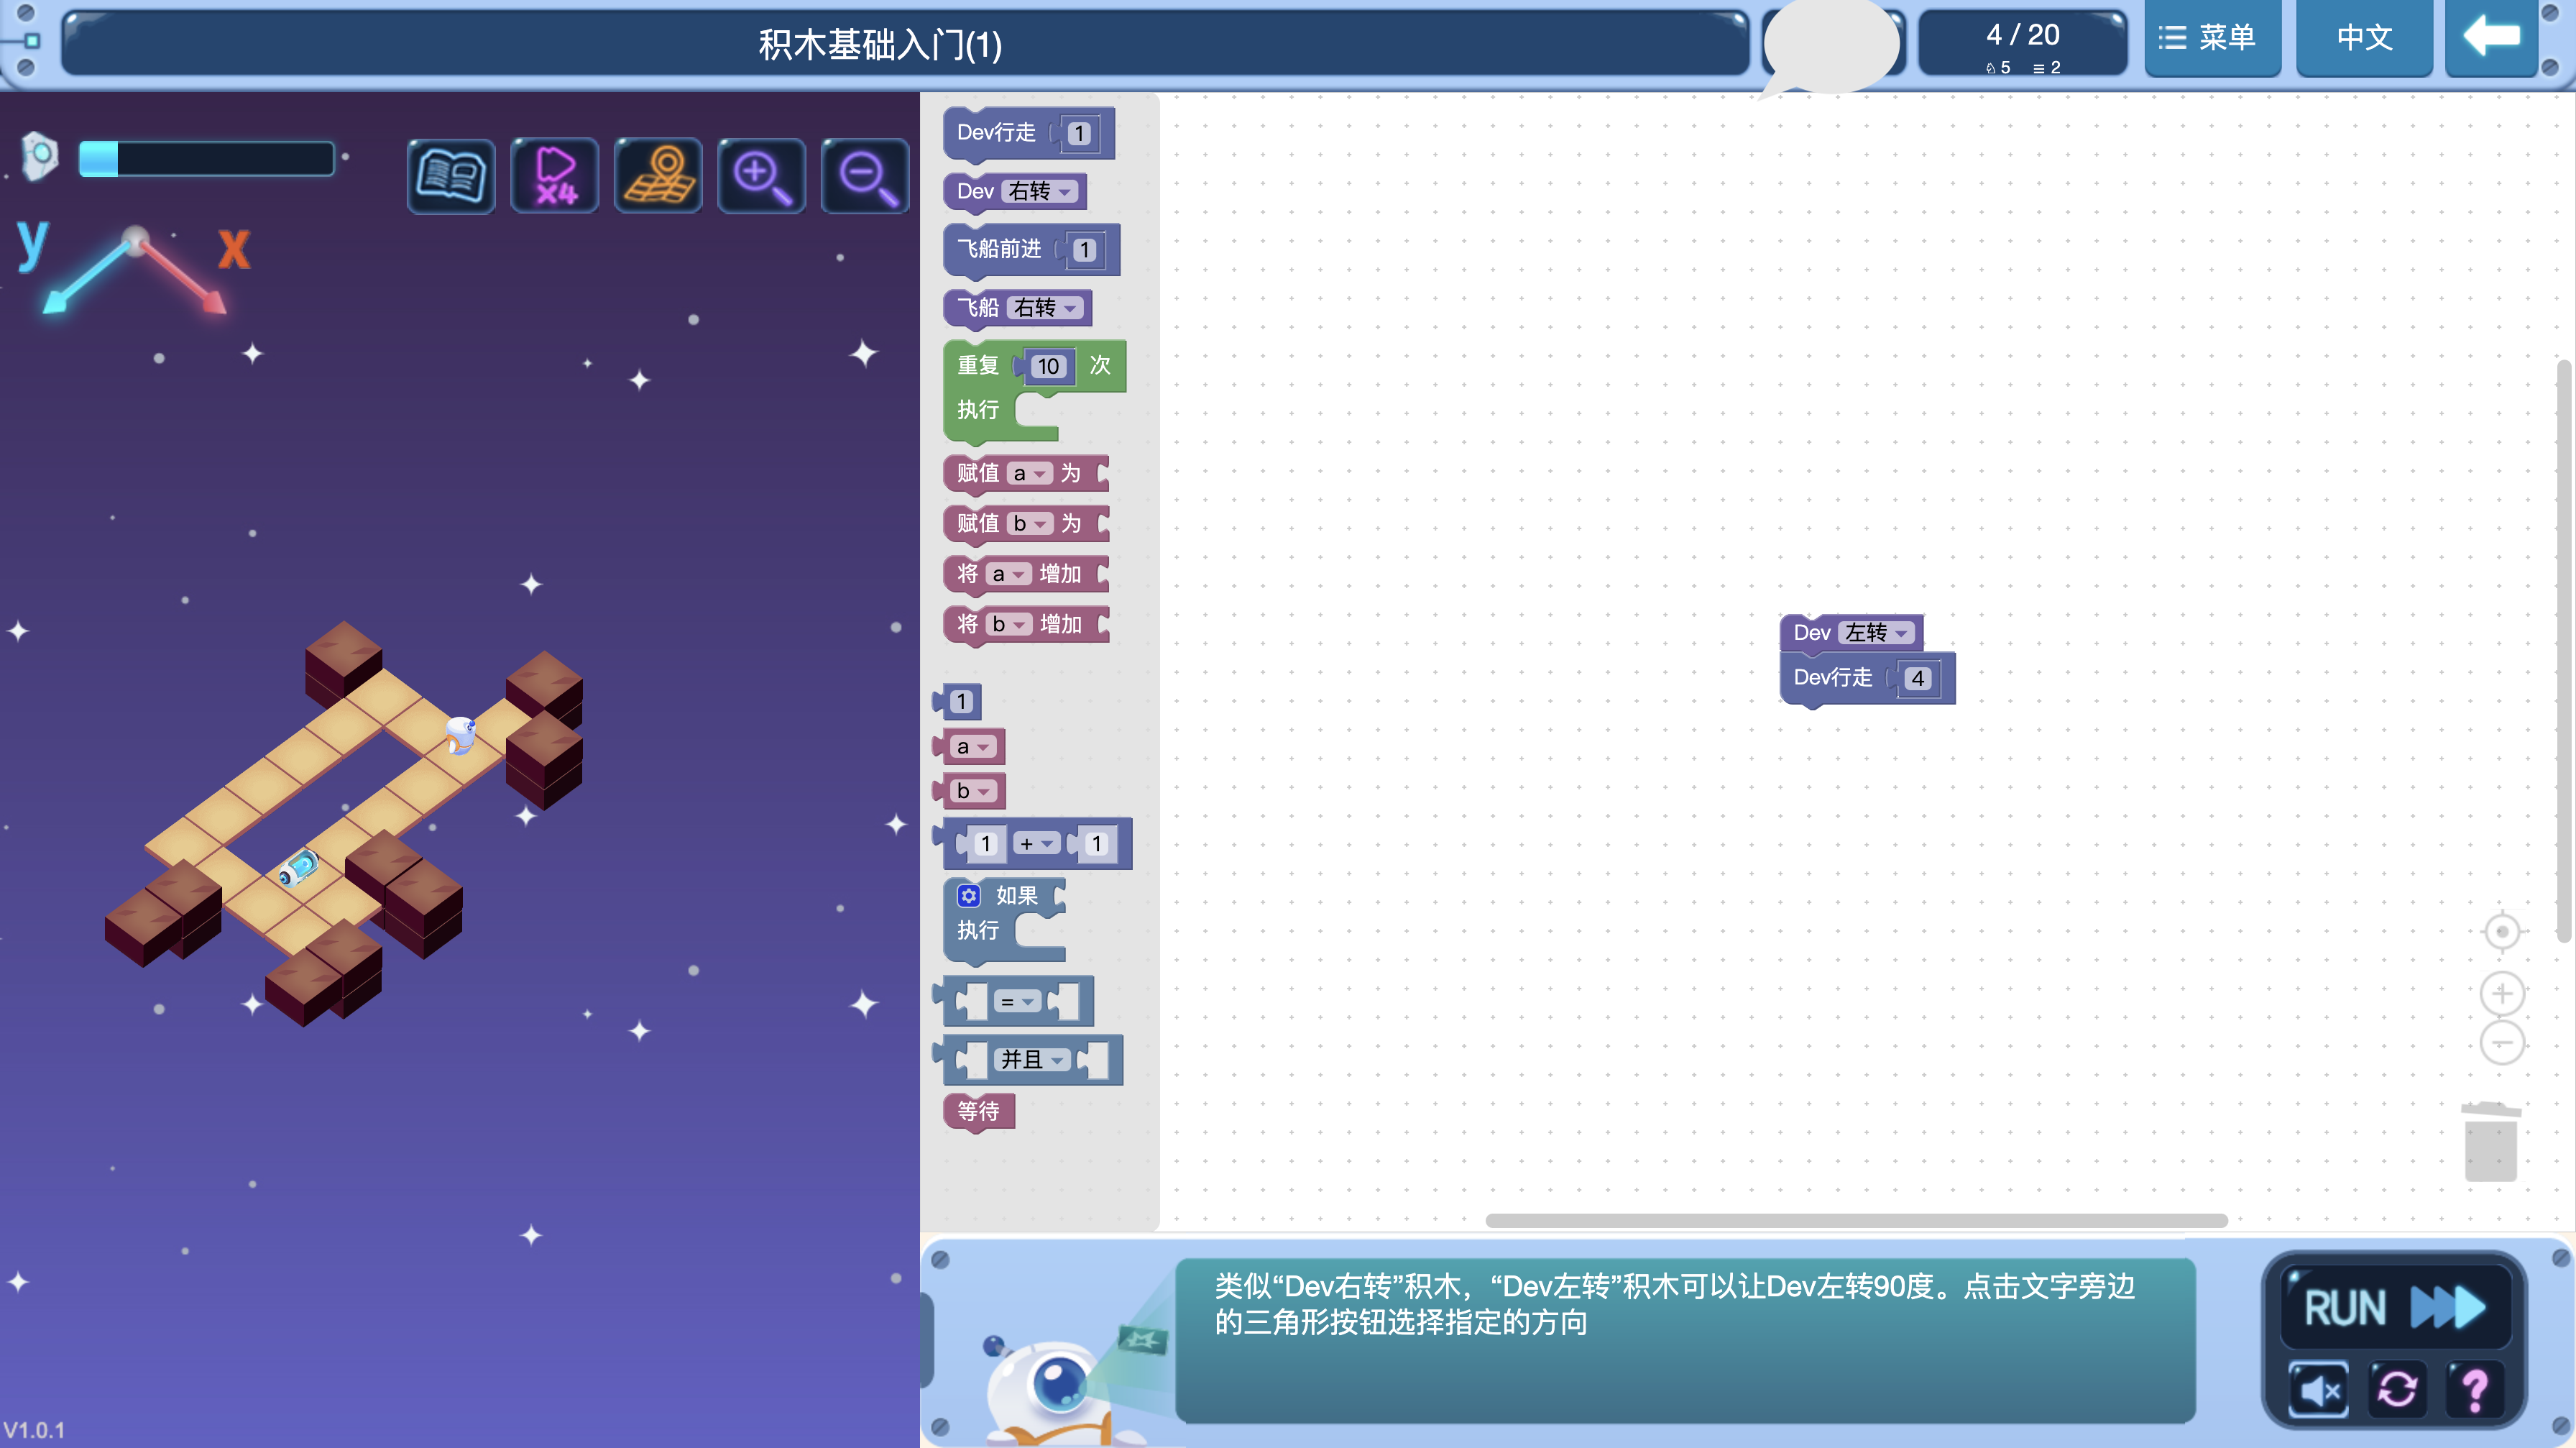 积木基础入门(1)
4 / 20
5 2
菜单
中文
X4
y x
Dev行走 1
Dev 右转
飞船前进 1
飞船 右转
重复 10 次
执行
赋值 a 为
赋值 b 为
将 a 增加
将 b 增加
1
a
b
1 + 1
如果
执行
=
并且
等待
Dev 左转
Dev行走 4
类似“Dev右转”积木，“Dev左转”积木可以让Dev左转90度。点击文字旁边
的三角形按钮选择指定的方向
RUN
?
V1.0.1